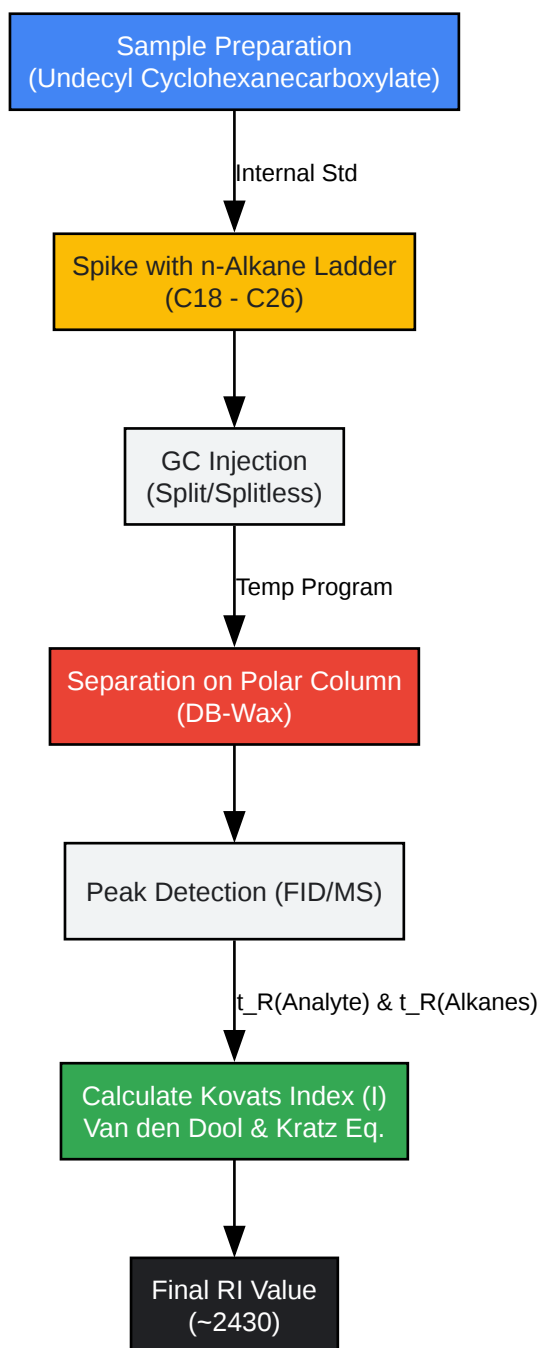 Sample Preparation
(Undecyl Cyclohexanecarboxylate)
Internal Std
Spike with n-Alkane Ladder
(C18 - C26)
GC Injection
(Split/Splitless)
Temp Program
Separation on Polar Column
(DB-Wax)
Peak Detection (FID/MS)
t_R(Analyte) & t_R(Alkanes)
Calculate Kovats Index (I)
Van den Dool & Kratz Eq.
Final RI Value
(~2430)